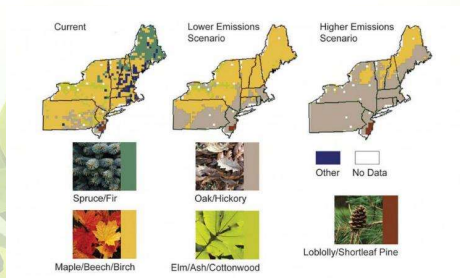 Current
Lower Emissions
Scenario
Higher Emissions
Scenario
Other
No Data
Spruce/Fir
Oak/Hickory
Loblolly/Shortleaf Pine
Maple/Beech/Birch
Elm/Ash/Cottonwood